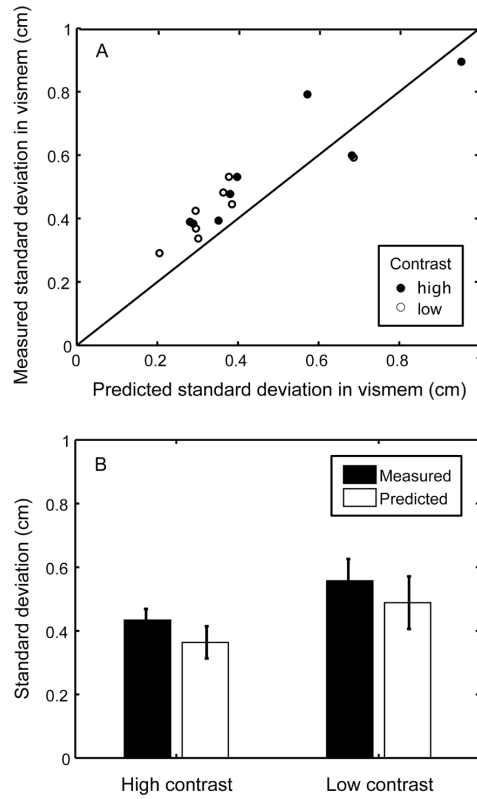 A
Measured standard deviation in vismem (cm)
1
0.8
0.6
0.4
0.2
0
0 0.2 0.4 0.6 0.8
Predicted standard deviation in vismem (cm)
Contrast
high
low
B
Standard deviation (cm)
1
0.8
0.6
0.4
0.2
0
Measured
Predicted
High contrast Low contrast